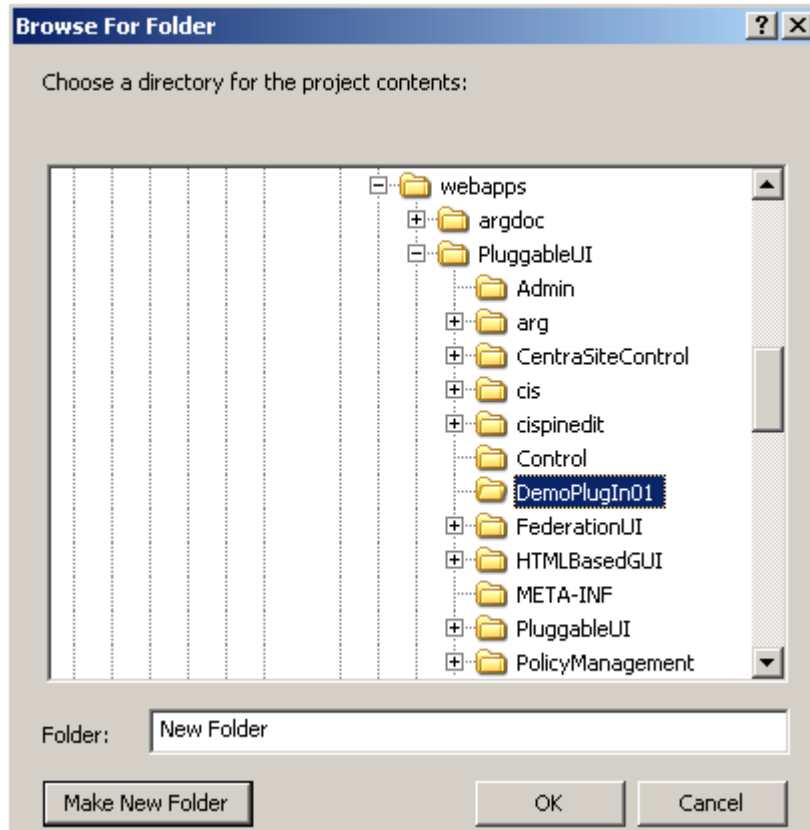 Browse For Folder
Choose a directory for the project contents:
webapps
argdoc
PluggableUI
Admin
arg
CentraSiteControl
cis
cispinedit
Control
DemoPlugIn01
FederationUI
HTMLBasedGUI
META-INF
PluggableUI
PolicyManagement
Folder: New Folder
Make New Folder OK Cancel